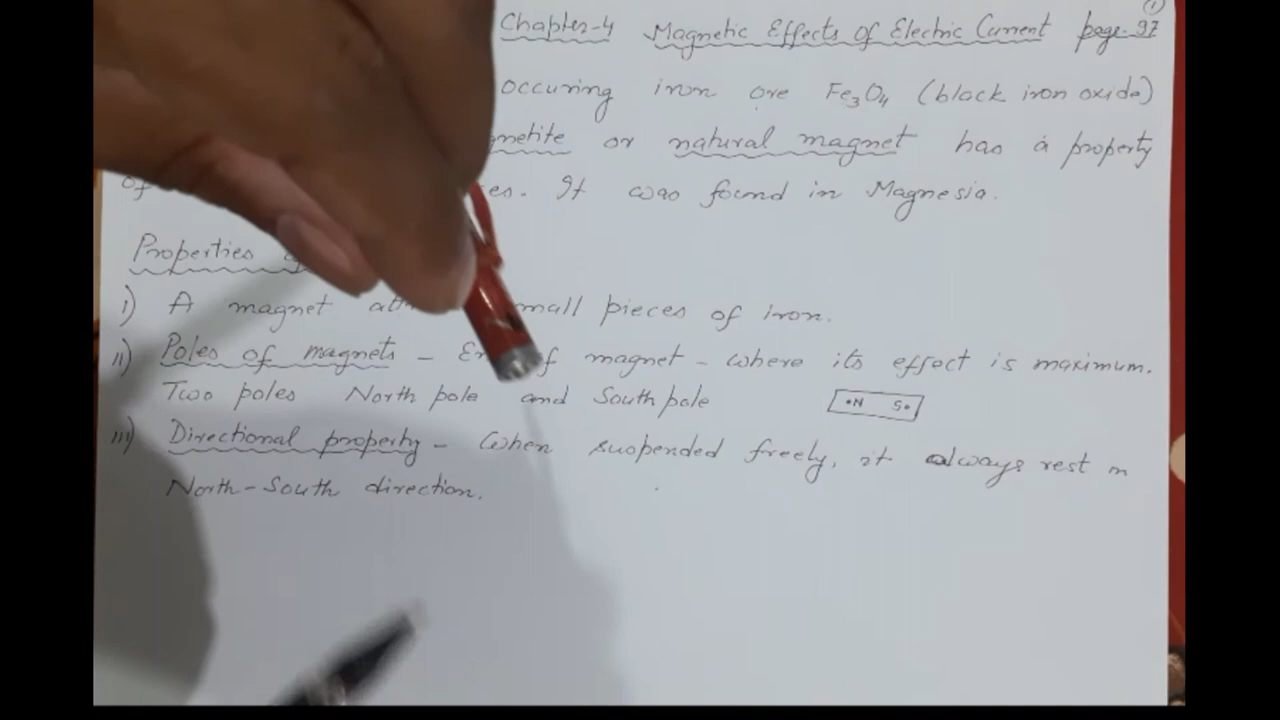 ①
Chapter-4 Magnetic Effects of Electric Current page-97
occuring iron ore Fe3O4 (black iron oxide)
or natural magnet has a property
of It was found in Magnesia.
Properties
i) A magnet small pieces of iron.
ii) Poles of magnets - of magnet - where its effect is maximum.
Two poles North pole and South pole •N S•
iii) Directional property - When suspended freely, it always rest in
North-South direction.